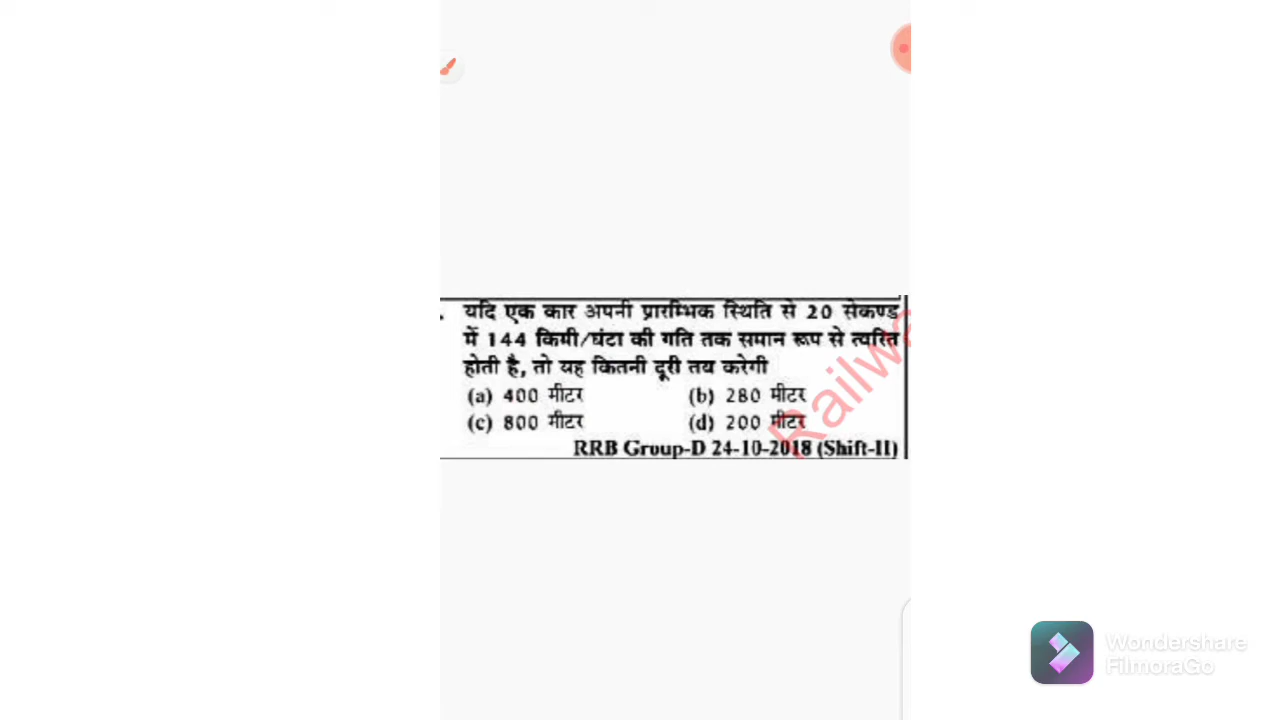 . यदि एक कार अपनी प्रारम्भिक स्थिति से 20 सेकण्ड
में 144 किमी/घंटा की गति तक समान रूप से त्वरित
होती है, तो यह कितनी दूरी तय करेगी
(a) 400 मीटर (b) 280 मीटर
(c) 800 मीटर (d) 200 मीटर
RRB Group-D 24-10-2018 (Shift-II)
Railwa
Wondershare
FilmoraGo